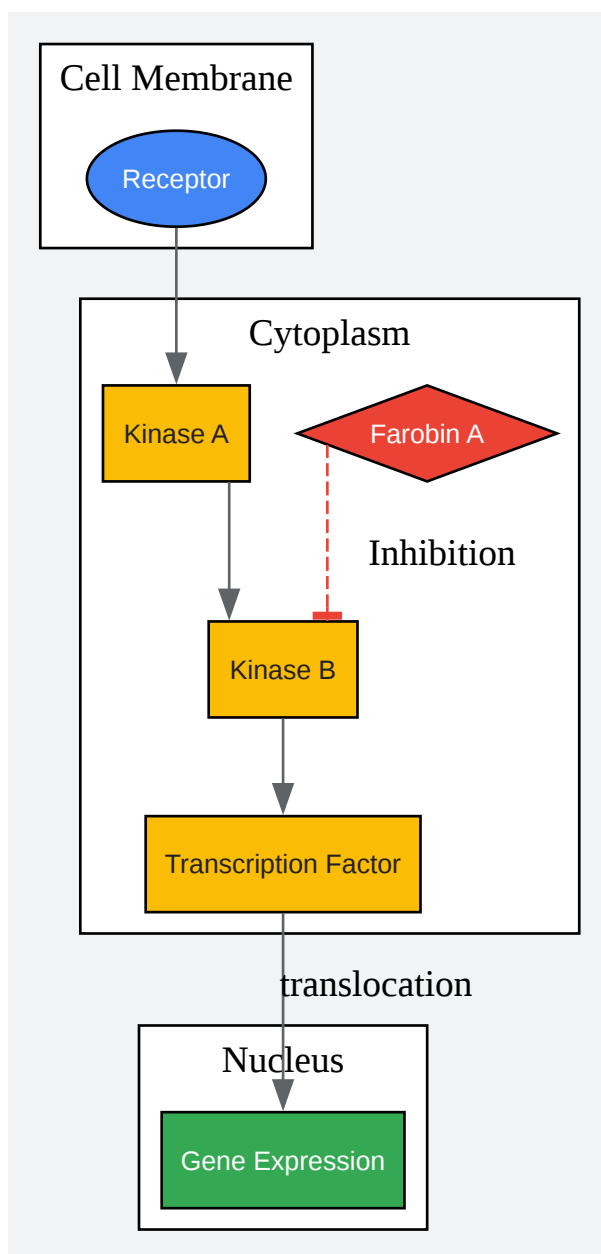 Cell Membrane
Receptor
Cytoplasm
Kinase A
Farobin A
Inhibition
Kinase B
Transcription Factor
translocation
Nucleus
Gene Expression